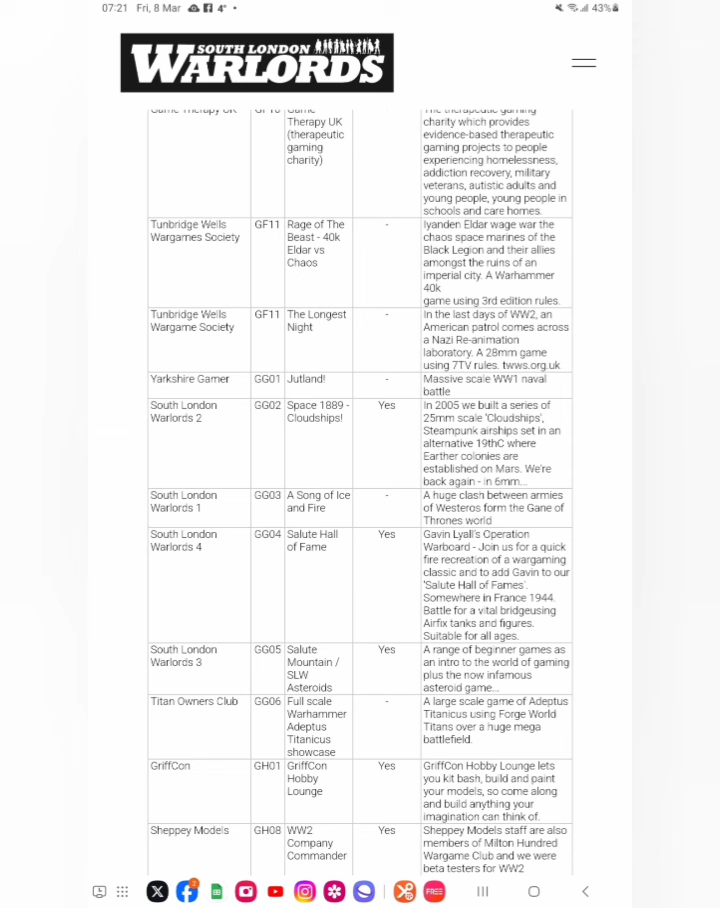 07:21 Fri, 8 Mar 4° •
43%
SOUTH LONDON
WARLORDS
Game Therapy UK GF10 Game The therapeutic gaming
Therapy UK charity which provides
(therapeutic evidence-based therapeutic
gaming gaming projects to people
charity) experiencing homelessness,
addiction recovery, military
veterans, autistic adults and
young people, young people in
schools and care homes.
Tunbridge Wells GF11 Rage of The - Iyanden Eldar wage war the
Wargames Society Beast - 40k chaos space marines of the
Eldar vs Black Legion and their allies
Chaos amongst the ruins of an
imperial city. A Warhammer
40k
game using 3rd edition rules.
Tunbridge Wells GF11 The Longest - In the last days of WW2, an
Wargame Society Night American patrol comes across
a Nazi Re-animation
laboratory. A 28mm game
using 7TV rules. twws.org.uk
Yarkshire Gamer GG01 Jutland! - Massive scale WW1 naval
battle
South London GG02 Space 1889 - Yes In 2005 we built a series of
Warlords 2 Cloudships! 25mm scale 'Cloudships',
Steampunk airships set in an
alternative 19thC where
Earther colonies are
established on Mars. We're
back again - in 6mm...
South London GG03 A Song of Ice - A huge clash between armies
Warlords 1 and Fire of Westeros form the Gane of
Thrones world
South London GG04 Salute Hall Yes Gavin Lyall's Operation
Warlords 4 of Fame Warboard - Join us for a quick
fire recreation of a wargaming
classic and to add Gavin to our
'Salute Hall of Fames'.
Somewhere in France 1944.
Battle for a vital bridgeusing
Airfix tanks and figures.
Suitable for all ages.
South London GG05 Salute Yes A range of beginner games as
Warlords 3 Mountain / an intro to the world of gaming
SLW plus the now infamous
Asteroids asteroid game...
Titan Owners Club GG06 Full scale - A large scale game of Adeptus
Warhammer Titanicus using Forge World
Adeptus Titans over a huge mega
Titanicus battlefield.
showcase
GriffCon GH01 GriffCon Yes GriffCon Hobby Lounge lets
Hobby you kit bash, build and paint
Lounge your models, so come along
and build anything your
imagination can think of.
Sheppey Models GH08 WW2 Yes Sheppey Models staff are also
Company members of Milton Hundred
Commander Wargame Club and we were
beta testers for WW2
2
FREE